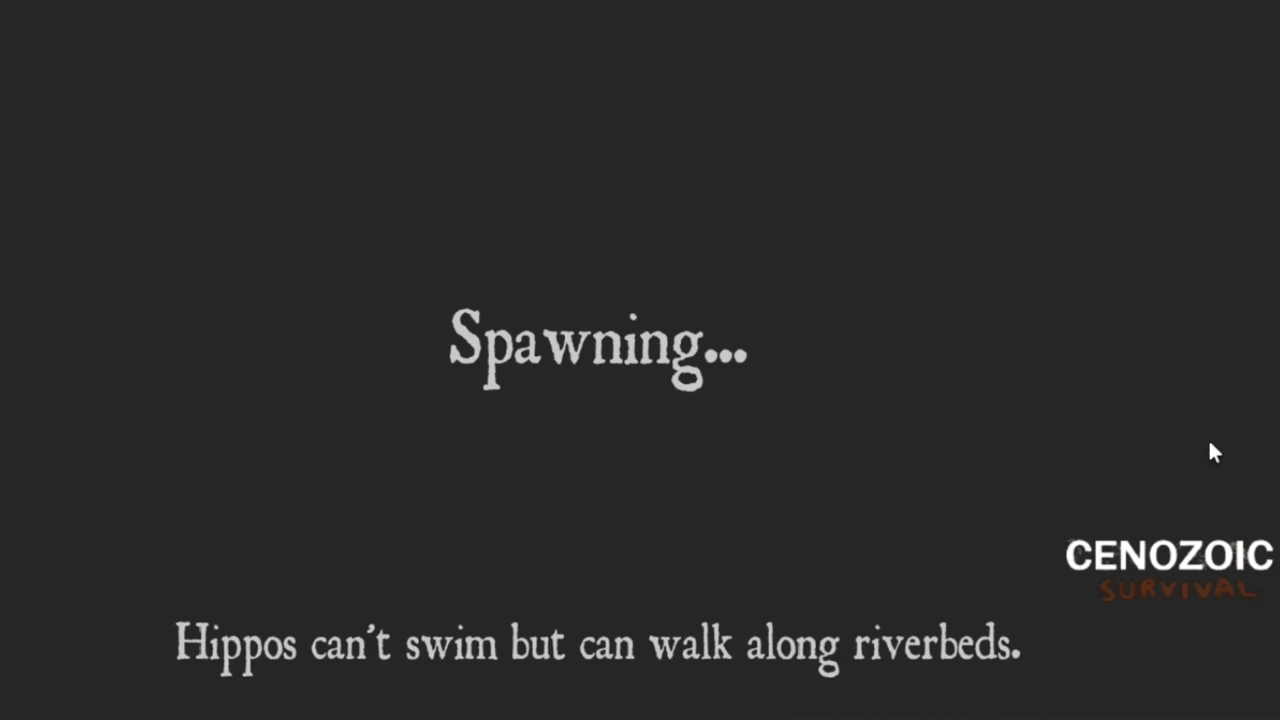 Spawning...
CENOZOIC
SURVIVAL
Hippos can't swim but can walk along riverbeds.